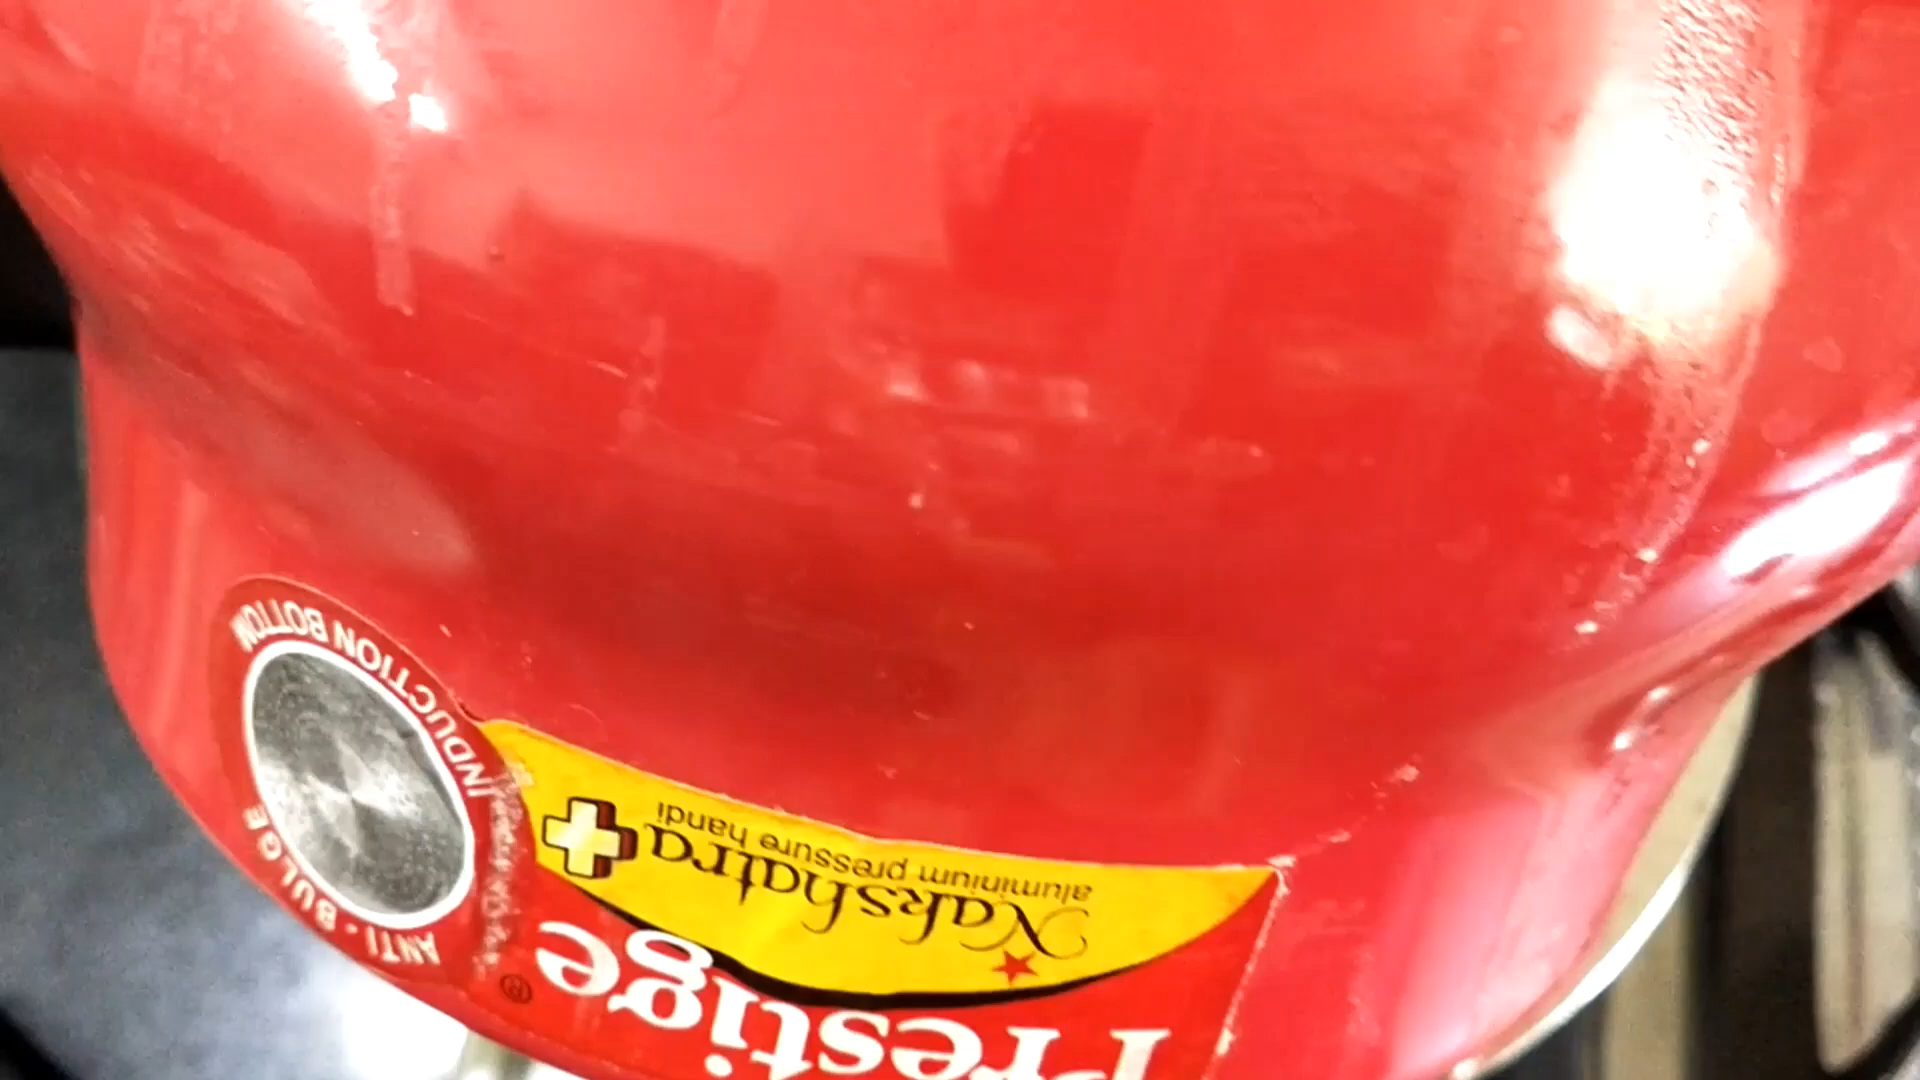 Prestige®
Nakshatra
aluminium pressure handi
ANTI-BULGE
INDUCTION BOTTOM